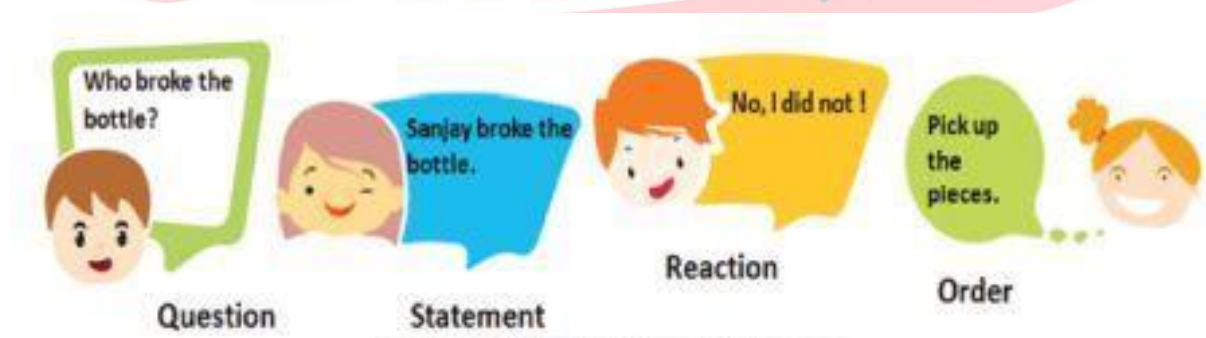 Who broke the
bottle?
Sanjay broke the
bottle.
No, I did not !
Pick up
the
pieces.
Question
Statement
Reaction
Order